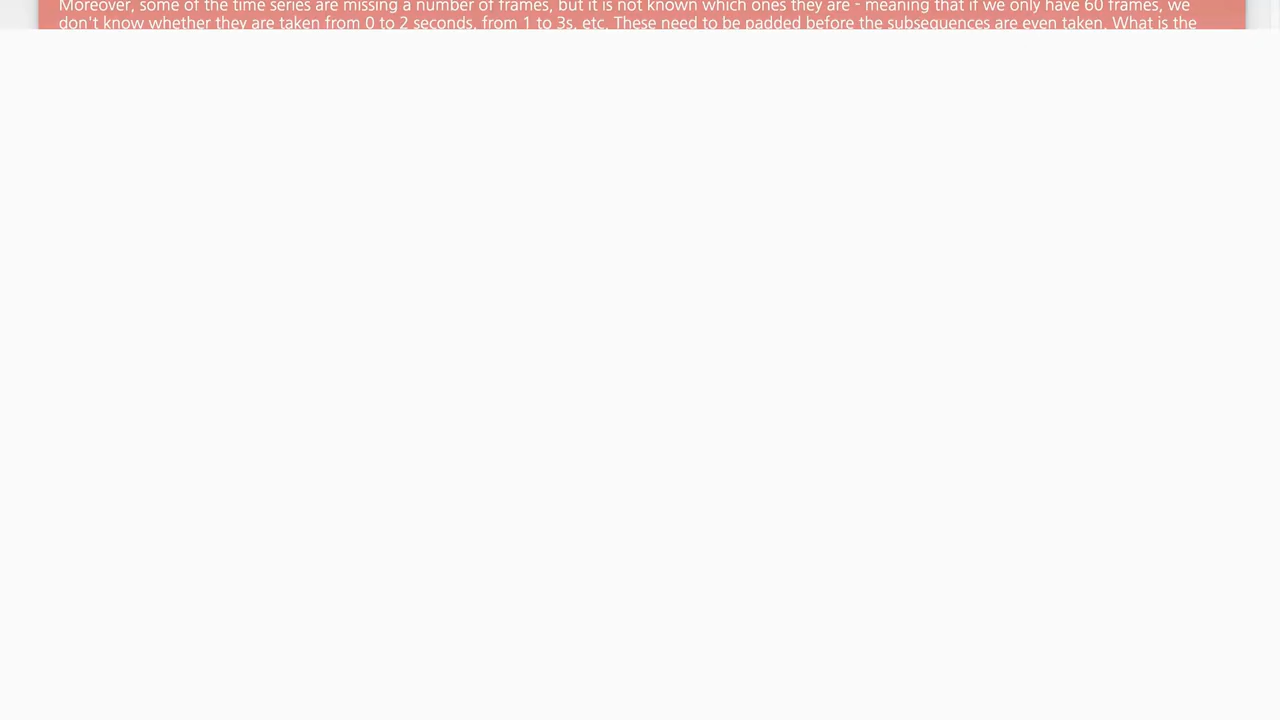 Moreover, some of the time series are missing a number of frames, but it is not known which ones they are - meaning that if we only have 60 frames, we
don't know whether they are taken from 0 to 2 seconds, from 1 to 3s, etc. These need to be padded before the subsequences are even taken. What is the